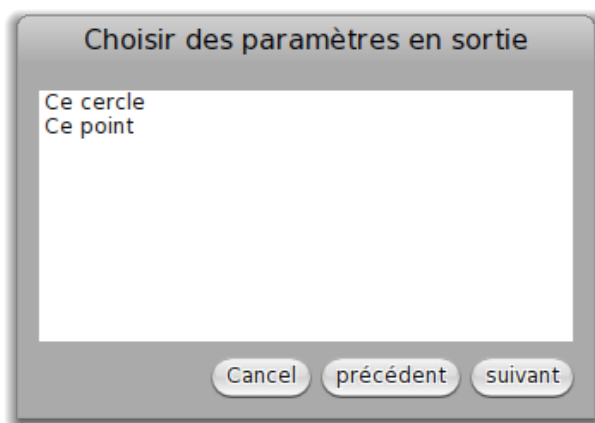 Choisir des paramètres en sortie
Ce cercle
Ce point
Cancel précédent suivant